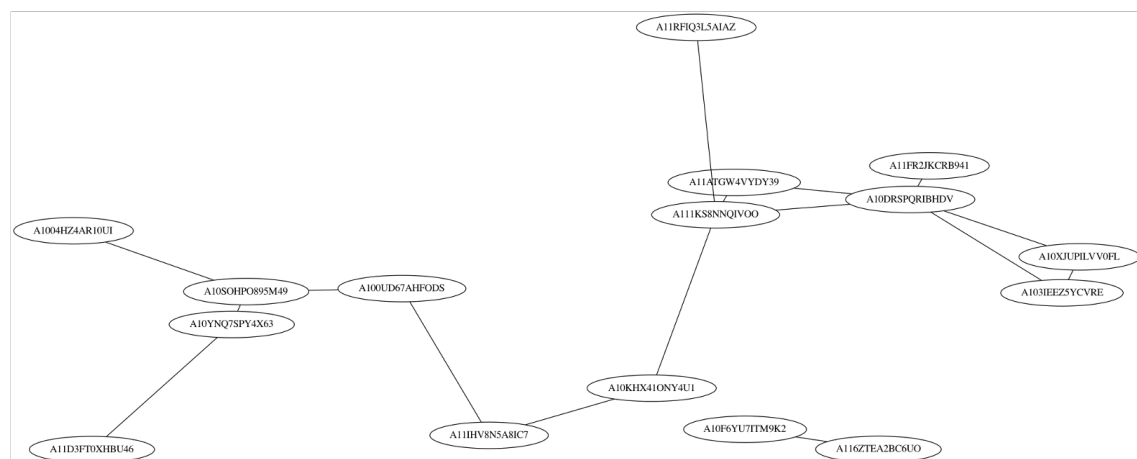 A11RFIQ3L5AIAZ
A11FR2JKCRB941
A11ATGW4VYDY39
A10DRSPQRIBHDV
A111KS8NNQIVOO
A1004HZ4AR10UI
A10XJUPILVV0FL
A10SOHPO895M49
A100UD67AHFODS
A103IEEZ5YCVRE
A10YNQ7SPY4X63
A10KHX41ONY4U1
A10F6YU7ITM9K2
A11IHV8N5A8IC7
A11D3FT0XHBU46
A116ZTEA2BC6UO